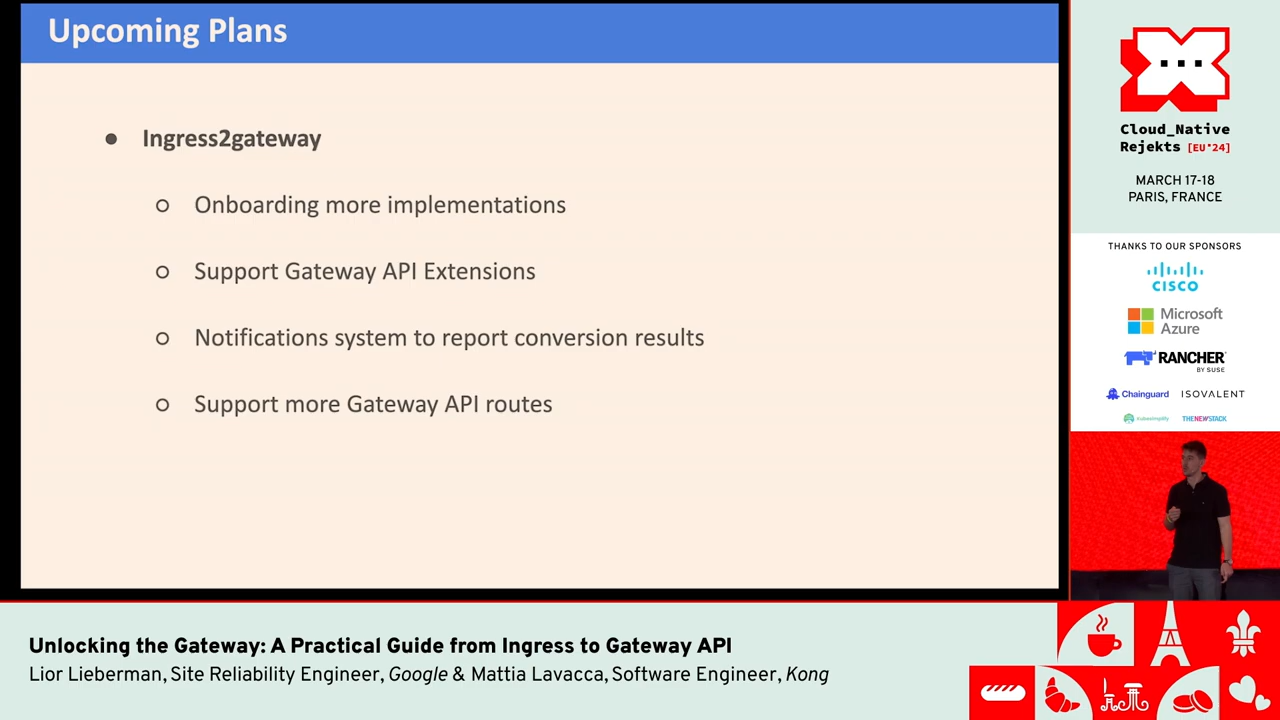 Upcoming Plans
Ingress2gateway
Onboarding more implementations
Support Gateway API Extensions
Notifications system to report conversion results
Support more Gateway API routes
Cloud_Native
Rejekts [EU'24]
MARCH 17-18
PARIS, FRANCE
THANKS TO OUR SPONSORS
CISCO
Microsoft
Azure
RANCHER
BY SUSE
Chainguard ISOVALENT
kubesimplify THENEWSTACK
Unlocking the Gateway: A Practical Guide from Ingress to Gateway API
Lior Lieberman, Site Reliability Engineer, Google & Mattia Lavacca, Software Engineer, Kong